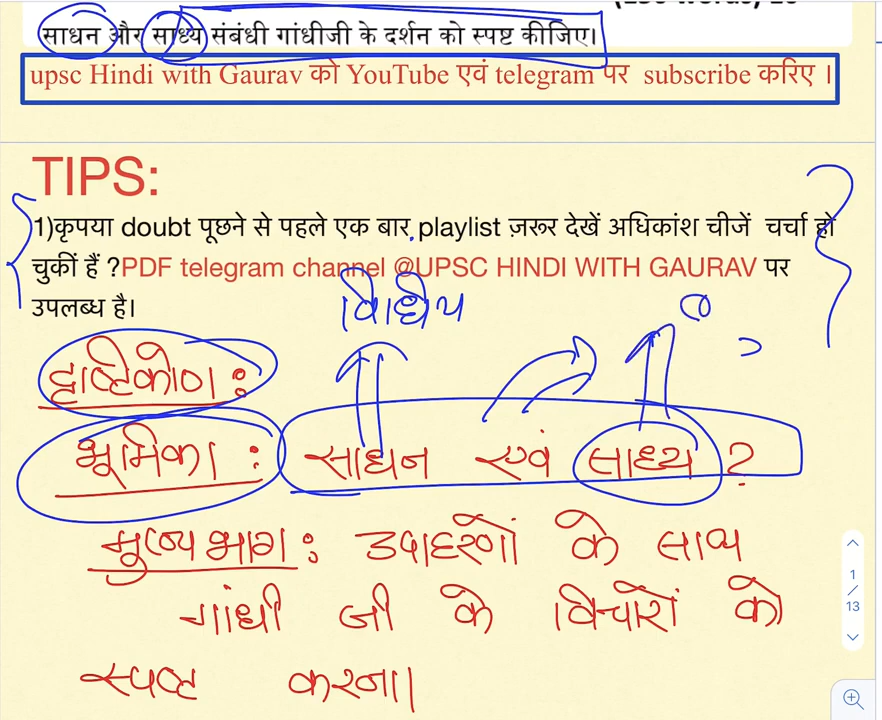 साधन और साध्य संबंधी गांधीजी के दर्शन को स्पष्ट कीजिए।
upsc Hindi with Gaurav को YouTube एवं telegram पर subscribe करिए ।
TIPS:
1)कृपया doubt पूछने से पहले एक बार playlist ज़रूर देखें अधिकांश चीजें चर्चा हो
चुकीं हैं ?PDF telegram channel @UPSC HINDI WITH GAURAV पर
उपलब्ध है।
दृष्टिकोण :
भूमिका : साधन एवं साध्य ?
मुख्य भाग : उदाहरणों के साथ
गांधी जी के विचारों को
स्पष्ट करना।
1
/
13